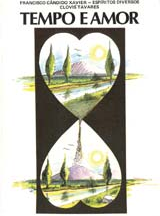 FRANCISCO CÂNDIDO XAVIER — ESPÍRITOS DIVERSOS
CLOVIS TAVARES
TEMPO E AMOR